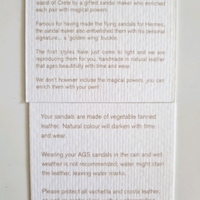 island of Crete by a gifted sandal maker who enriched
each pair with magical powers.
Famous for having made the flying sandals for Hermes,
the sandal maker also embellished them with his personal
signature... a 'golden wing' buckle.
The first styles have just come to light and we are
reproducing them for you, handmade in natural leather
that ages beautifully with time and wear.
We don't however include the magical powers, you can
enrich them with your own!
Your sandals are made of vegetable tanned
leather. Natural colour will darken with time
and wear.
Wearing your AGS sandals in the rain and wet
weather is not recommended, water might stain
the leather, leaving water marks.
Please protect all vachetta and croste leather,